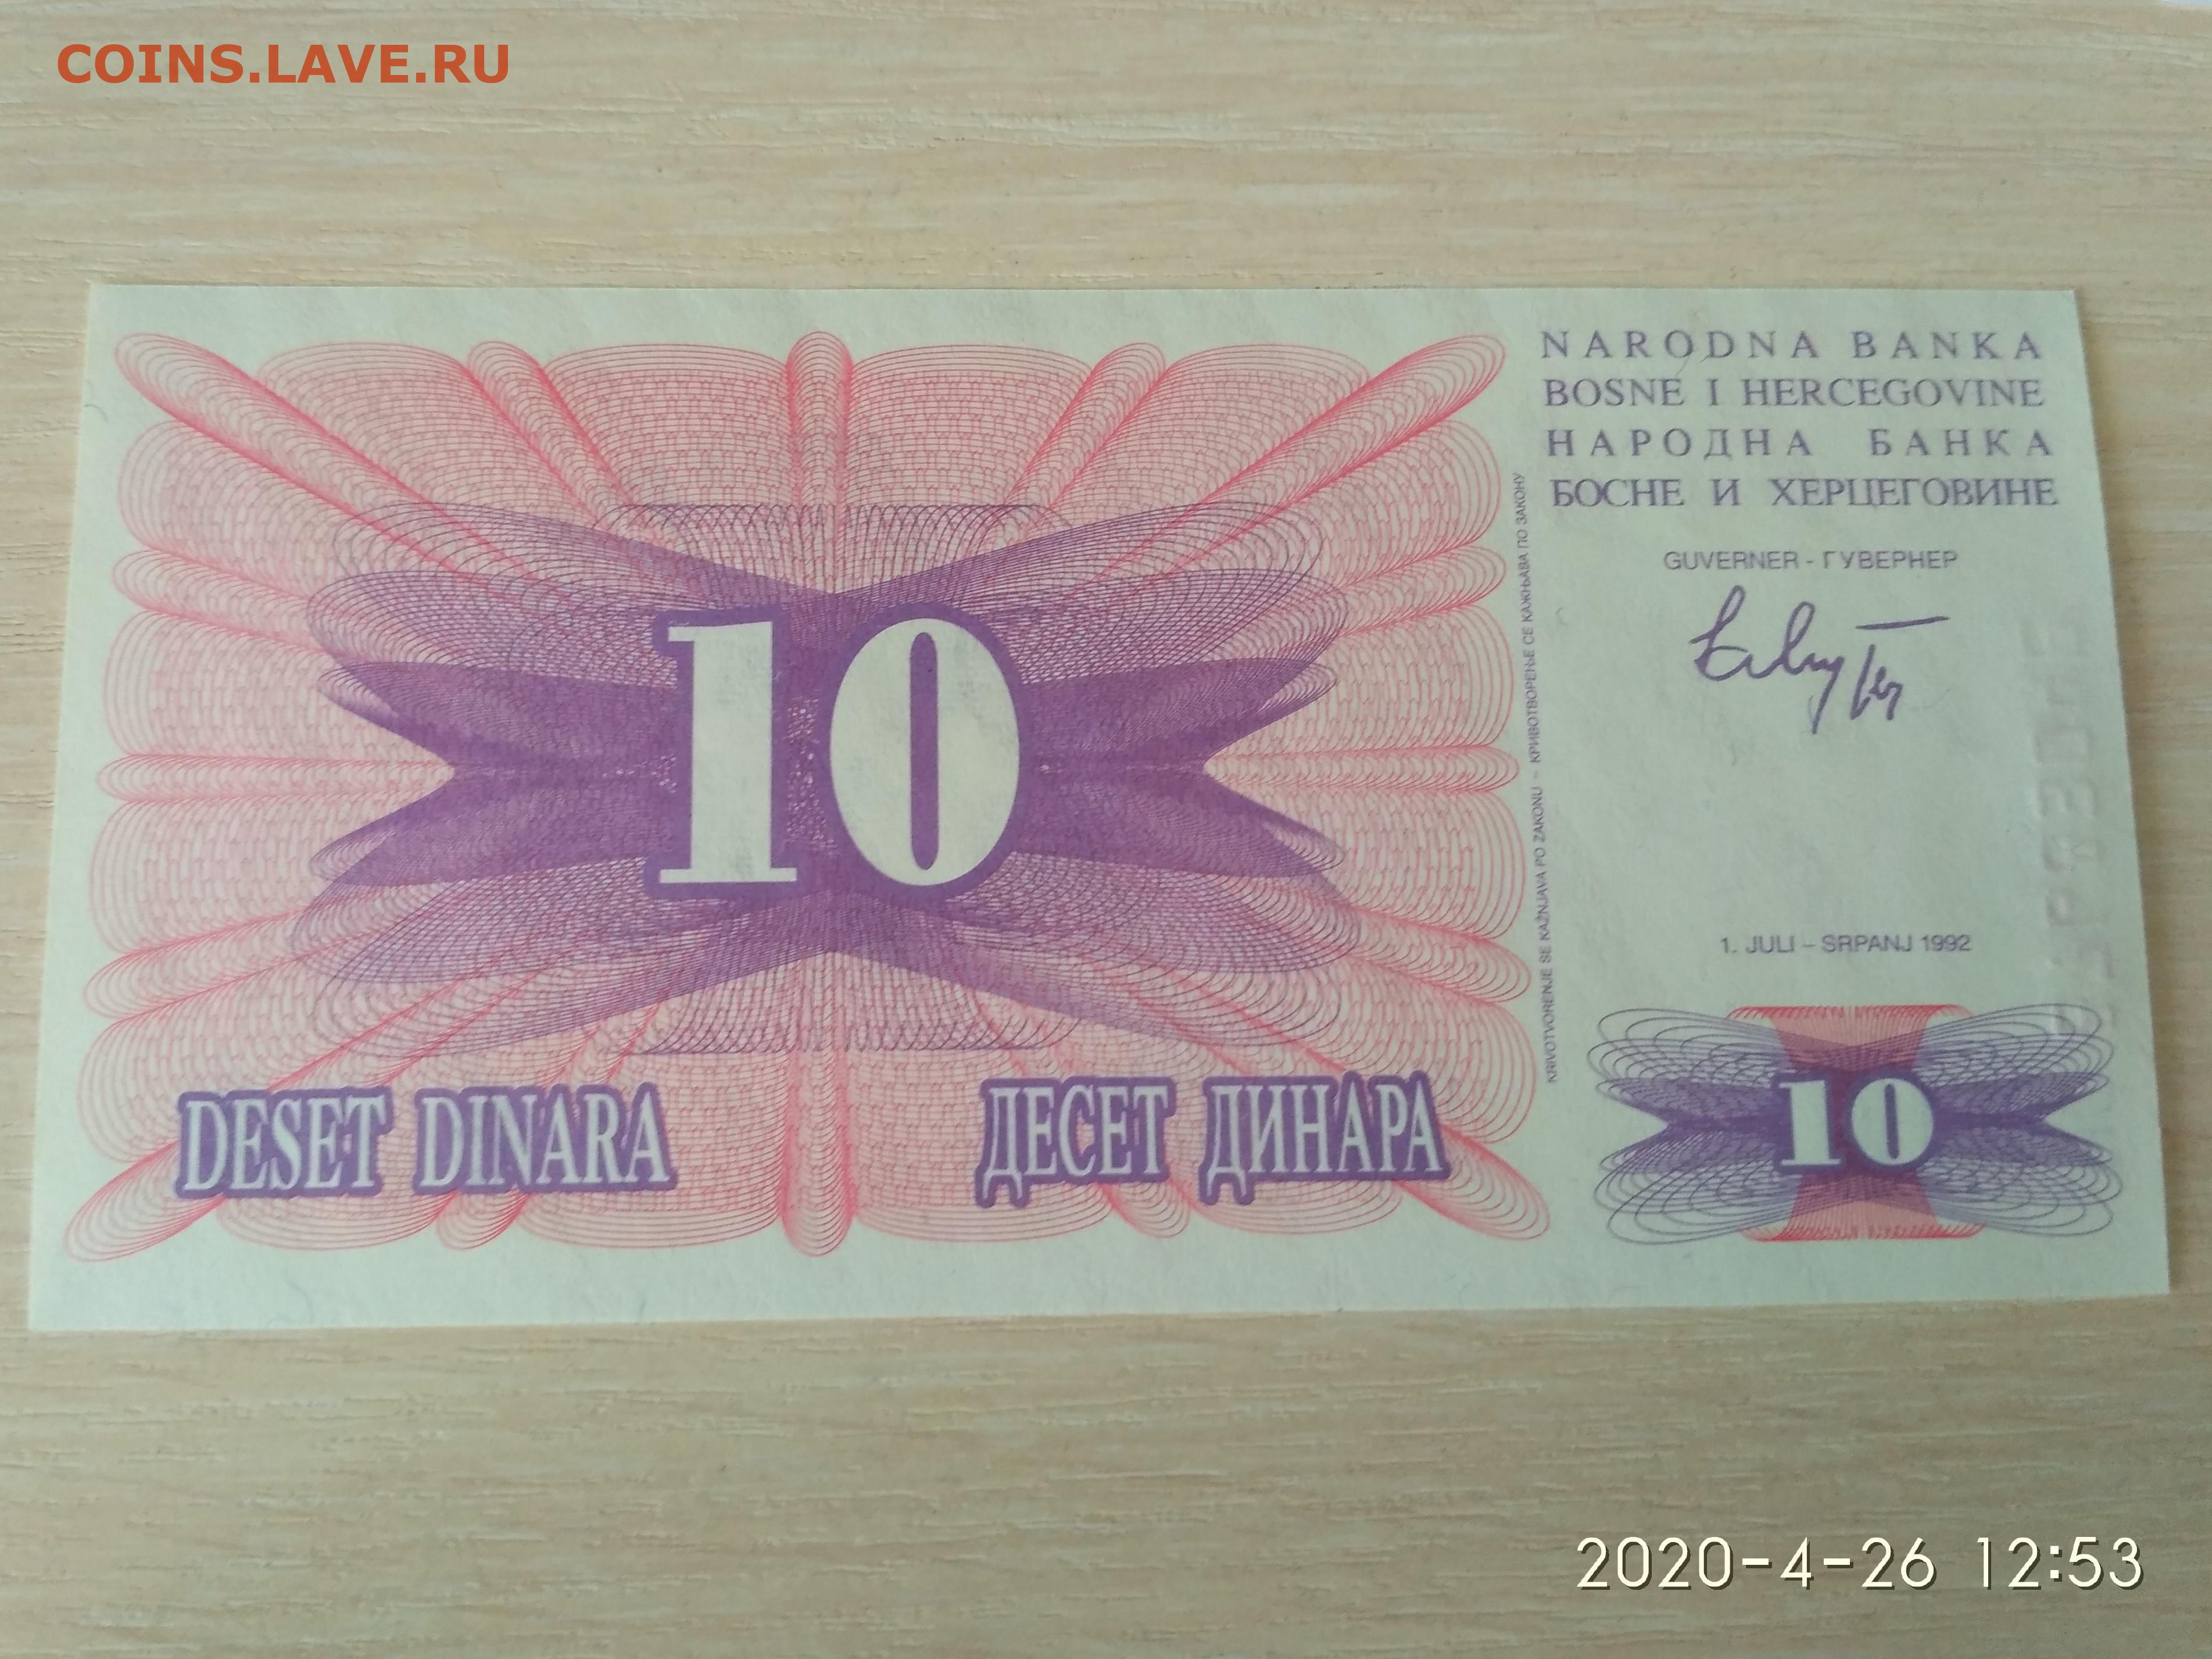 COINS.LAVE.RU
NARODNA BANKA
BOSNE I HERCEGOVINE
НАРОДНА БАНКА
БОСНЕ И ХЕРЦЕГОВИНЕ
GUVERNER - ГУВЕРНЕР
KRIVOTVORENJE SE KAŽNJAVA PO ZAKONU – КРИВОТВОРЕЊЕ СЕ КАЖЊАВА ПО ЗАКОНУ
10
1. JULI – SRPANJ 1992
DESET DINARA ДЕСЕТ ДИНАРА
10
2020-4-26 12:53